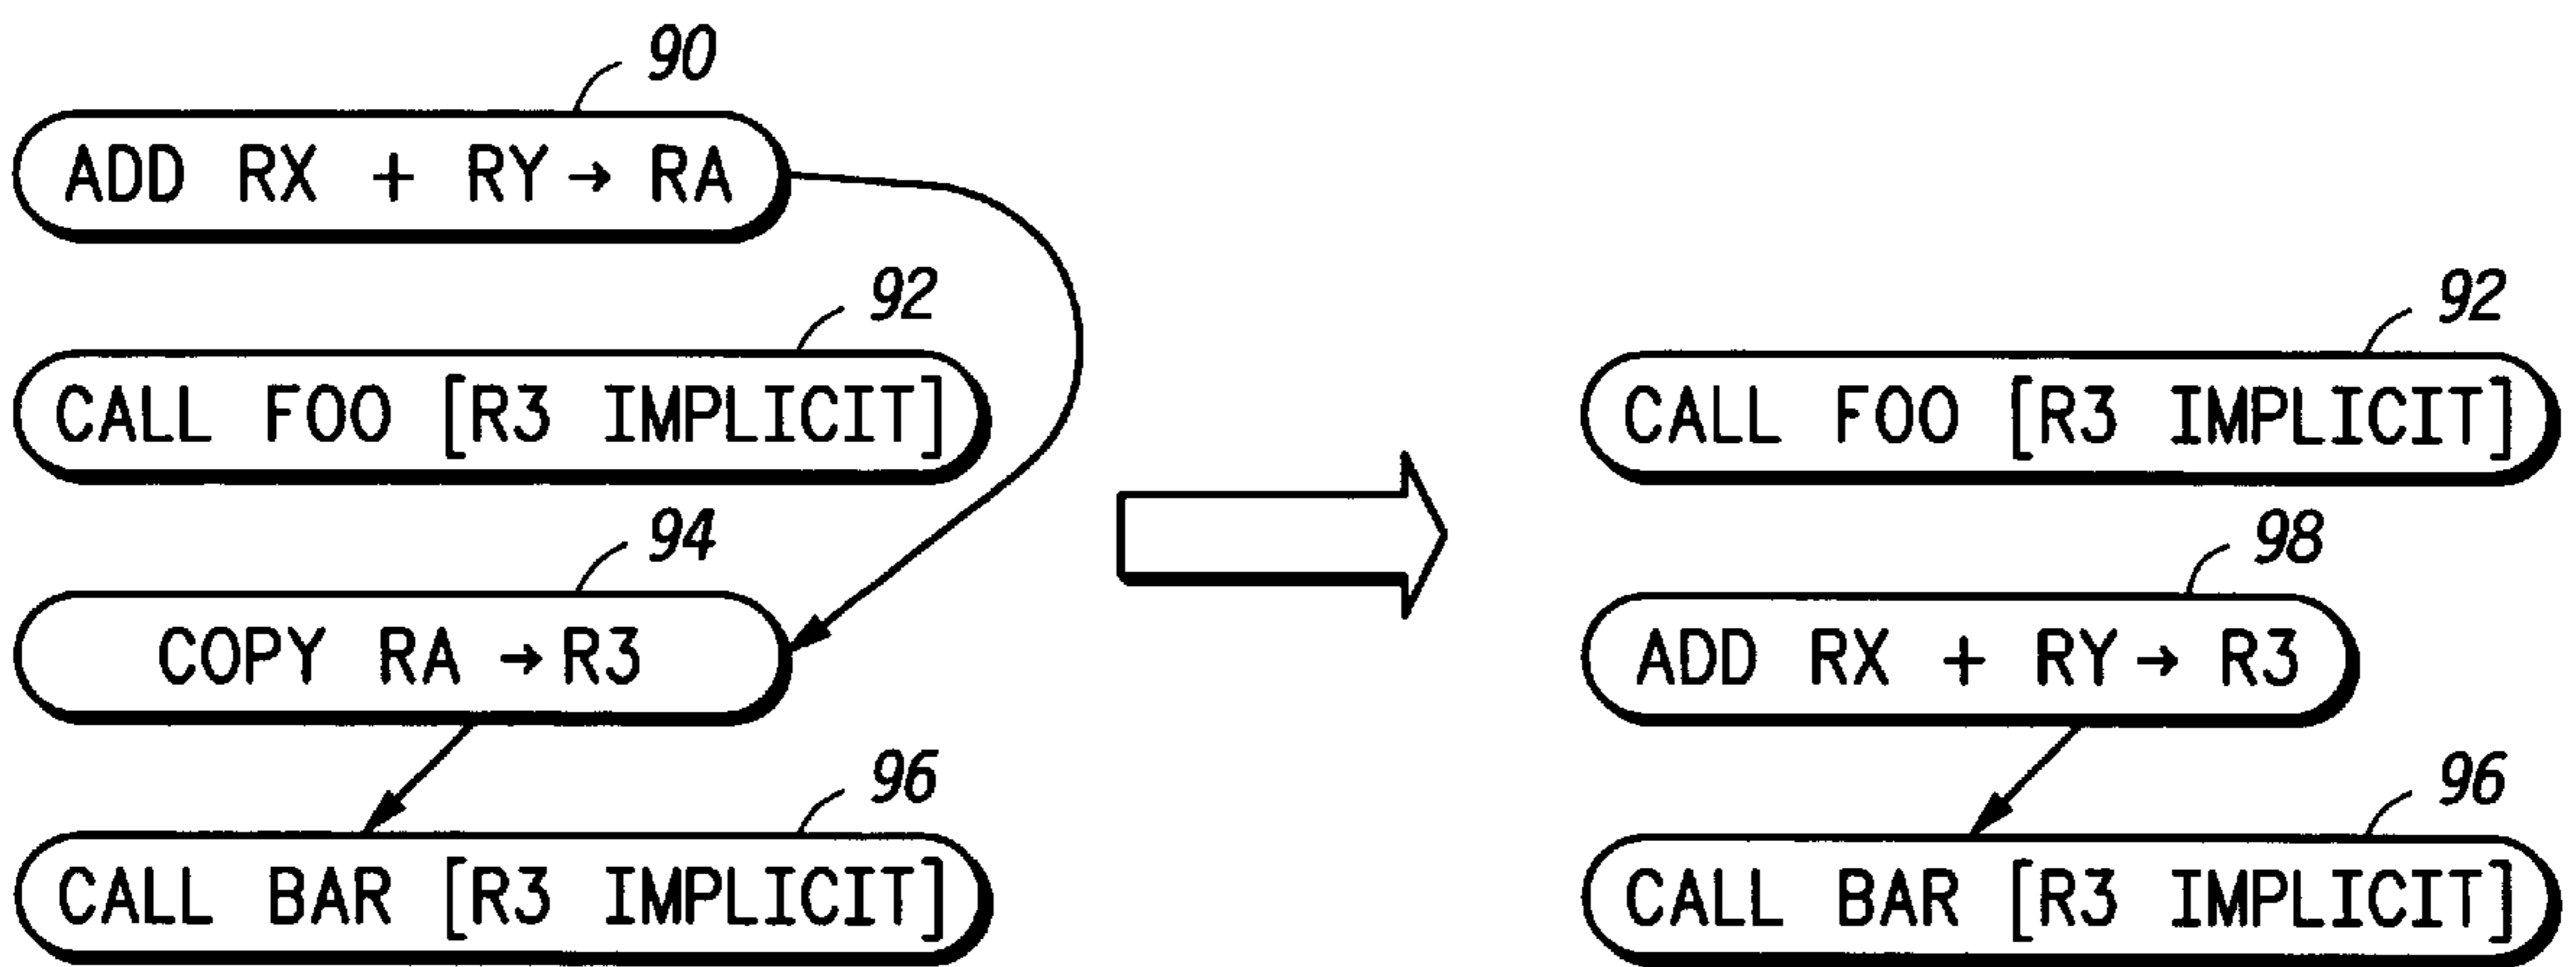 90
ADD RX + RY → RA
92
CALL FOO [R3 IMPLICIT]
94
COPY RA → R3
96
CALL BAR [R3 IMPLICIT]
92
CALL FOO [R3 IMPLICIT]
98
ADD RX + RY → R3
96
CALL BAR [R3 IMPLICIT]